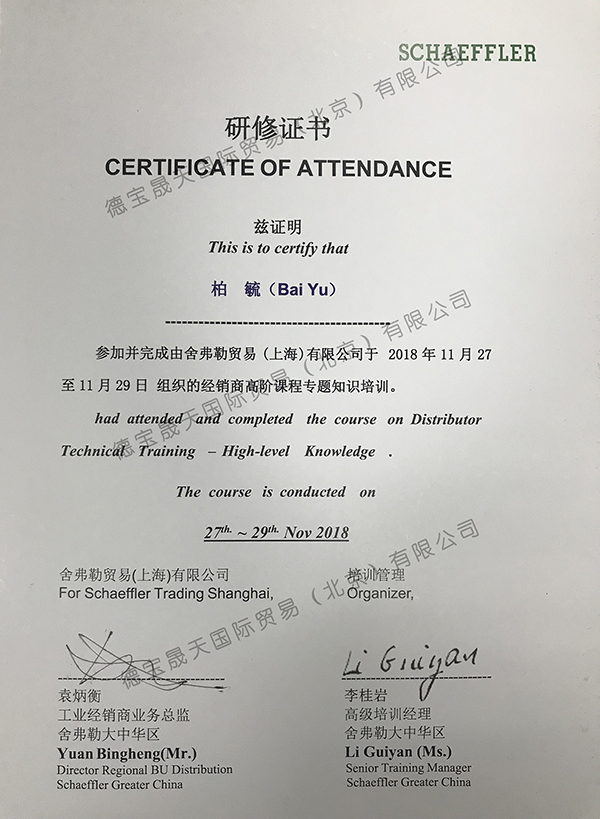 SCHAEFFLER
研修证书
CERTIFICATE OF ATTENDANCE
兹证明
This is to certify that
柏 毓（Bai Yu）
参加并完成由舍弗勒贸易 (上海)有限公司于 2018 年 11 月 27
至 11 月 29 日 组织的经销商高阶课程专题知识培训。
had attended and completed the course on Distributor
Technical Training – High-level Knowledge .
The course is conducted on
27th. ~ 29th. Nov 2018
舍弗勒贸易(上海)有限公司
For Schaeffler Trading Shanghai,
培训管理
Organizer,
Li Guiyan
袁炳衡
工业经销商业务总监
舍弗勒大中华区
Yuan Bingheng(Mr.)
Director Regional BU Distribution
Schaeffler Greater China
李桂岩
高级培训经理
舍弗勒大中华区
Li Guiyan (Ms.)
Senior Training Manager
Schaeffler Greater China
德宝晟天国际贸易（北京）有限公司
德宝晟天国际贸易（北京）有限公司
德宝晟天国际贸易（北京）有限公司